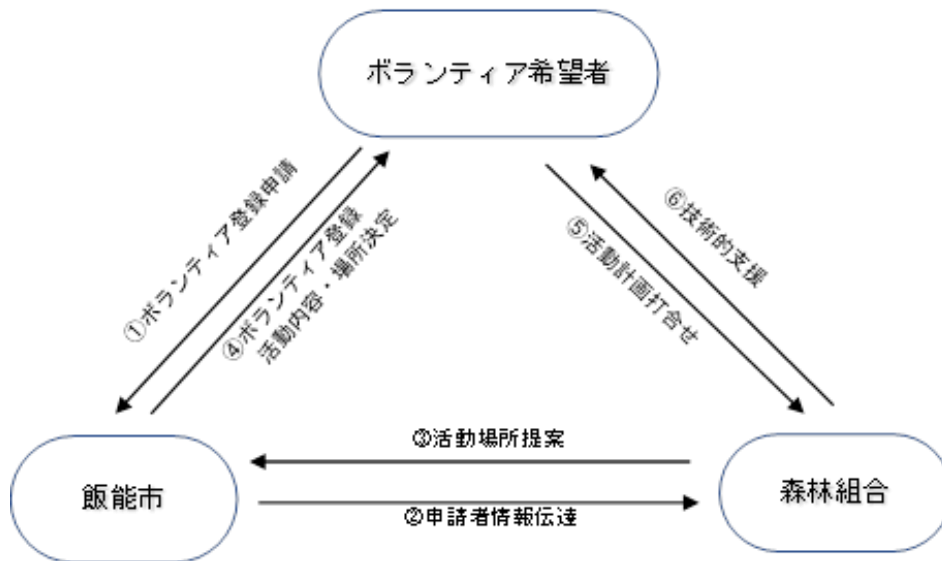 ボランティア希望者
①ボランティア登録申請
④ボランティア登録
活動内容・場所決定
⑥技術的支援
⑤活動計画打合せ
③活動場所提案
飯能市
森林組合
②申請者情報伝達